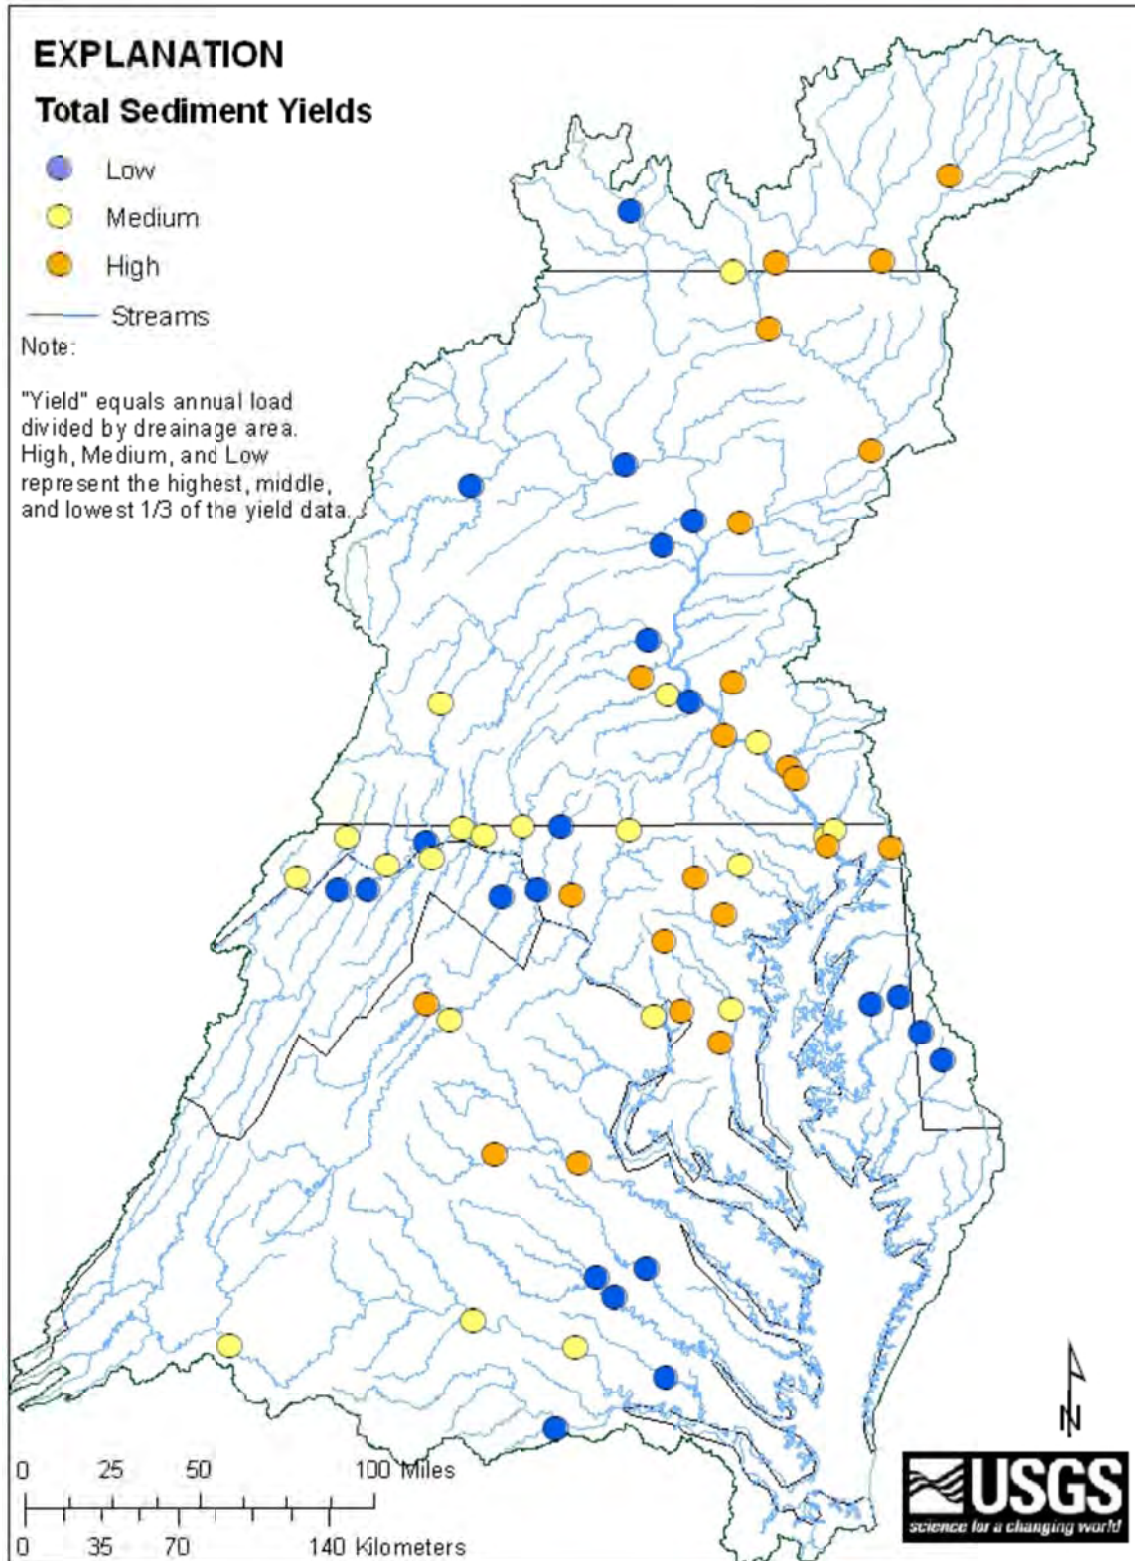 EXPLANATION
Total Sediment Yields
Low
Medium
High
Streams
Note:
"Yield" equals annual load
divided by dreainage area.
High, Medium, and Low
represent the highest, middle,
and lowest 1/3 of the yield data.
N
0 25 50 100 Miles
0 35 70 140 Kilometers
USGS
science for a changing world